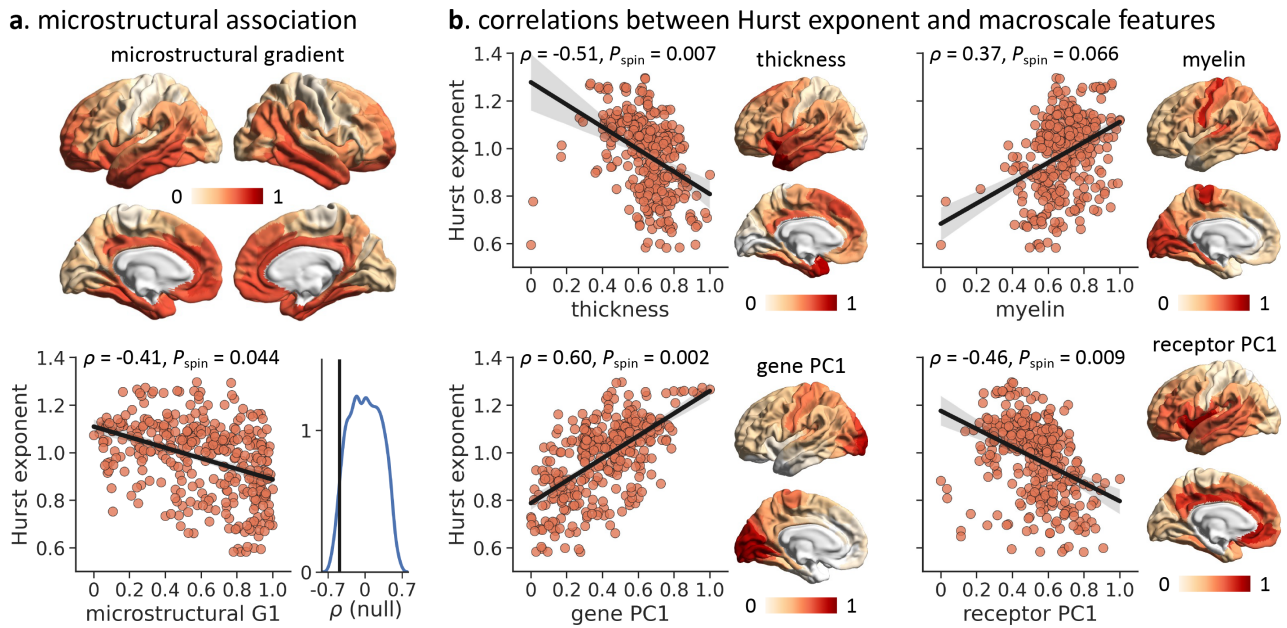 a. microstructural association
microstructural gradient
0 1
ρ = -0.41, Pspin = 0.044
Hurst exponent
1.4
1.2
1.0
0.8
0.6
0 0.2 0.4 0.6 0.8 1.0
microstructural G1
1
0
-0.7 0 0.7
ρ (null)
b. correlations between Hurst exponent and macroscale features
ρ = -0.51, Pspin = 0.007
Hurst exponent
1.4
1.2
1.0
0.8
0.6
0 0.2 0.4 0.6 0.8 1.0
thickness
thickness
0 1
ρ = 0.37, Pspin = 0.066
0 0.2 0.4 0.6 0.8 1.0
myelin
myelin
0 1
ρ = 0.60, Pspin = 0.002
Hurst exponent
1.4
1.2
1.0
0.8
0.6
0 0.2 0.4 0.6 0.8 1.0
gene PC1
gene PC1
0 1
ρ = -0.46, Pspin = 0.009
0 0.2 0.4 0.6 0.8 1.0
receptor PC1
receptor PC1
0 1